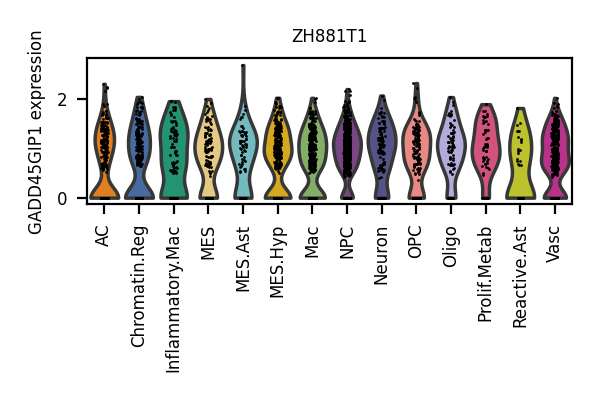 ZH881T1
GADD45GIP1 expression
2
0
AC
Chromatin.Reg
Inflammatory.Mac
MES
MES.Ast
MES.Hyp
Mac
NPC
Neuron
OPC
Oligo
Prolif.Metab
Reactive.Ast
Vasc